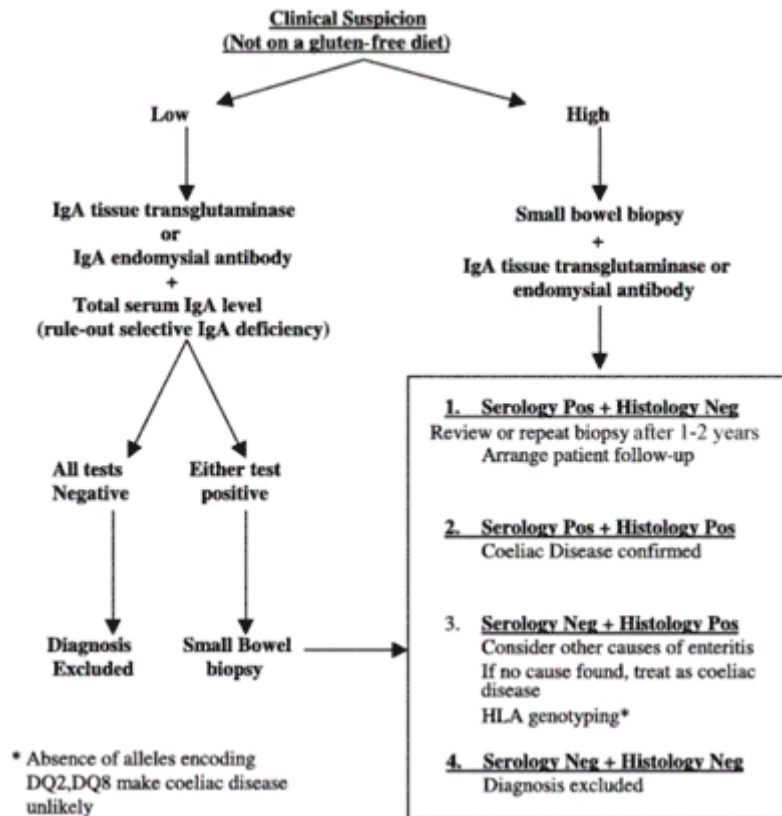 Clinical Suspicion
(Not on a gluten-free diet)
Low
High
IgA tissue transglutaminase
or
IgA endomysial antibody
+
Total serum IgA level
(rule-out selective IgA deficiency)
Small bowel biopsy
+
IgA tissue transglutaminase or
endomysial antibody
All tests
Negative
Either test
positive
Diagnosis
Excluded
Small Bowel
biopsy
1. Serology Pos + Histology Neg
Review or repeat biopsy after 1-2 years
Arrange patient follow-up
2. Serology Pos + Histology Pos
Coeliac Disease confirmed
3. Serology Neg + Histology Pos
Consider other causes of enteritis
If no cause found, treat as coeliac
disease
HLA genotyping*
4. Serology Neg + Histology Neg
Diagnosis excluded
* Absence of alleles encoding
DQ2,DQ8 make coeliac disease
unlikely